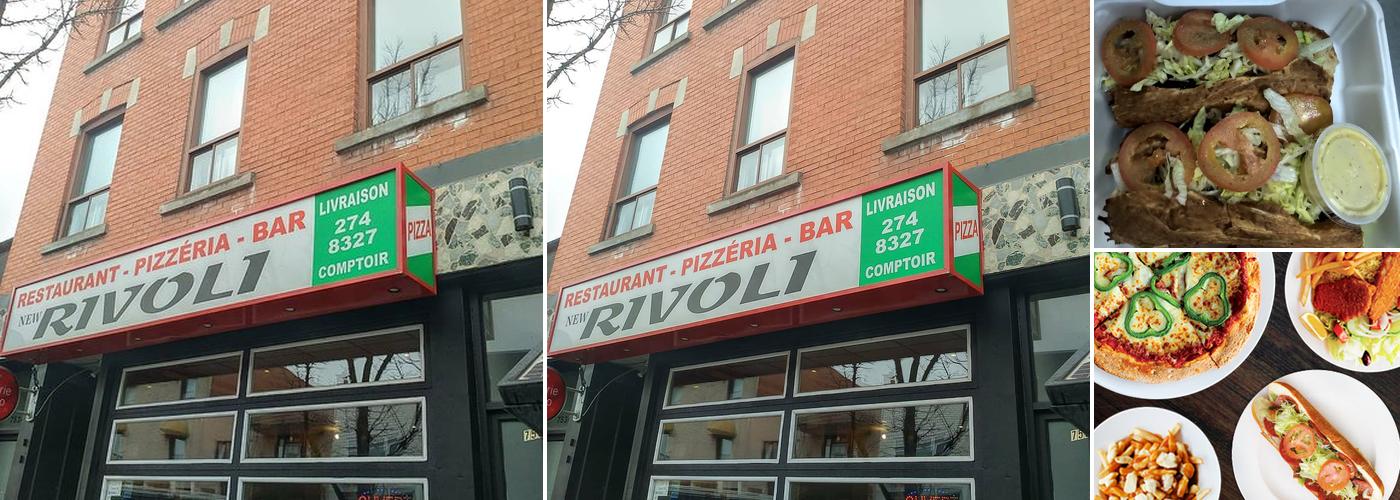 RESTAURANT - PIZZÉRIA - BAR
NEW RIVOLI
LIVRAISON
274
8327
COMPTOIR
PIZZA
RESTAURANT - PIZZÉRIA - BAR
NEW RIVOLI
LIVRAISON
274
8327
COMPTOIR
PIZZA